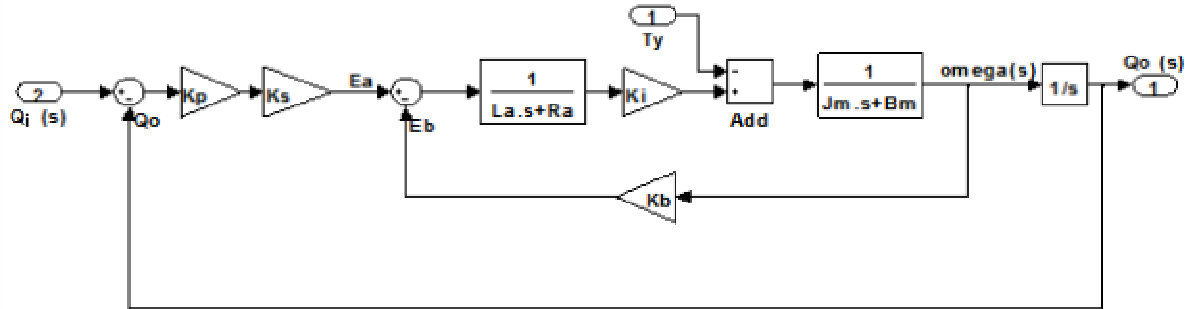 1
Ty
2
Qi (s)
+
-
Qo
Kp
Ks
Ea
+
-
Eb
1
La.s+Ra
Ki
-
+
Add
1
Jm.s+Bm
omega(s)
1/s
Qo (s)
1
Kb